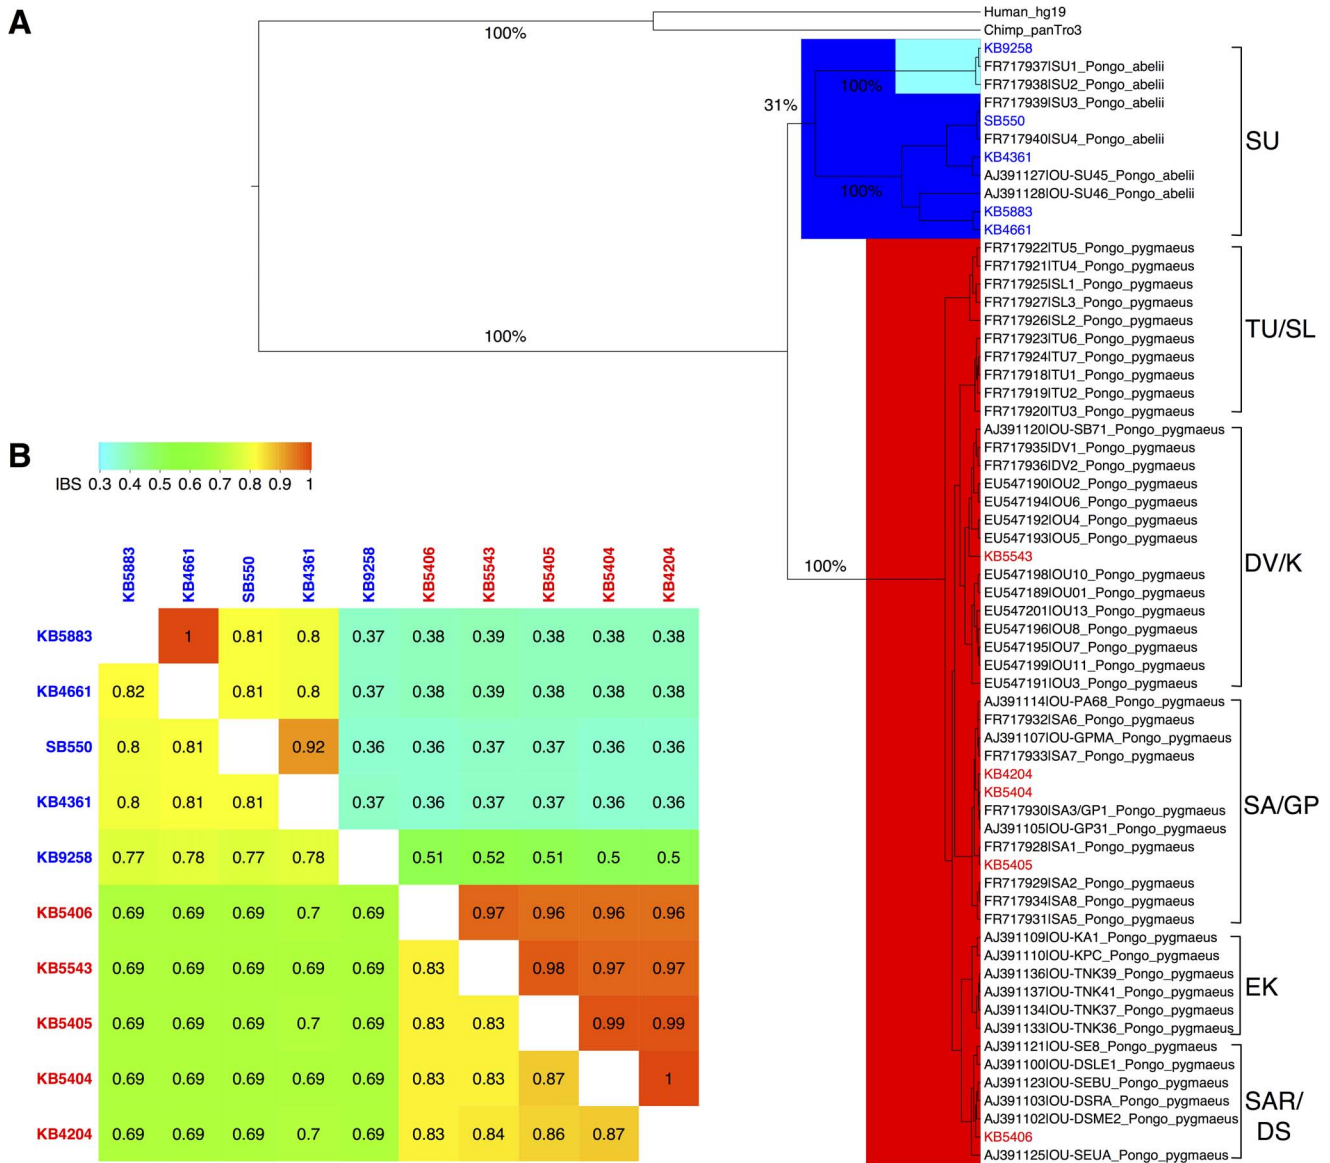 A
Human_hg19
Chimp_panTro3
100%
KB9258
FR717937|SU1_Pongo_abelii
FR717938|SU2_Pongo_abelii
100%
FR717939|SU3_Pongo_abelii
31%
SB550
FR717940|SU4_Pongo_abelii
SU
KB4361
AJ391127|OU-SU45_Pongo_abelii
AJ391128|OU-SU46_Pongo_abelii
100%
KB5883
KB4661
FR717922|TU5_Pongo_pygmaeus
FR717921|TU4_Pongo_pygmaeus
FR717925|SL1_Pongo_pygmaeus
FR717927|SL3_Pongo_pygmaeus
FR717926|SL2_Pongo_pygmaeus
TU/SL
100%
FR717923|TU6_Pongo_pygmaeus
FR717924|TU7_Pongo_pygmaeus
FR717918|TU1_Pongo_pygmaeus
FR717919|TU2_Pongo_pygmaeus
FR717920|TU3_Pongo_pygmaeus
AJ391120|OU-SB71_Pongo_pygmaeus
FR717935|DV1_Pongo_pygmaeus
FR717936|DV2_Pongo_pygmaeus
EU547190|OU2_Pongo_pygmaeus
EU547194|OU6_Pongo_pygmaeus
EU547192|OU4_Pongo_pygmaeus
EU547193|OU5_Pongo_pygmaeus
KB5543
DV/K
100%
EU547198|OU10_Pongo_pygmaeus
EU547189|OU01_Pongo_pygmaeus
EU547201|OU13_Pongo_pygmaeus
EU547196|OU8_Pongo_pygmaeus
EU547195|OU7_Pongo_pygmaeus
EU547199|OU11_Pongo_pygmaeus
EU547191|OU3_Pongo_pygmaeus
AJ391114|OU-PA68_Pongo_pygmaeus
FR717932|SA6_Pongo_pygmaeus
AJ391107|OU-GPMA_Pongo_pygmaeus
FR717933|SA7_Pongo_pygmaeus
KB4204
KB5404
SA/GP
FR717930|SA3/GP1_Pongo_pygmaeus
AJ391105|OU-GP31_Pongo_pygmaeus
FR717928|SA1_Pongo_pygmaeus
KB5405
FR717929|SA2_Pongo_pygmaeus
FR717934|SA8_Pongo_pygmaeus
FR717931|SA5_Pongo_pygmaeus
AJ391109|OU-KA1_Pongo_pygmaeus
AJ391110|OU-KPC_Pongo_pygmaeus
AJ391136|OU-TNK39_Pongo_pygmaeus
AJ391137|OU-TNK41_Pongo_pygmaeus
EK
AJ391134|OU-TNK37_Pongo_pygmaeus
AJ391133|OU-TNK36_Pongo_pygmaeus
AJ391121|OU-SE8_Pongo_pygmaeus
AJ391100|OU-DSLE1_Pongo_pygmaeus
AJ391123|OU-SEBU_Pongo_pygmaeus
AJ391103|OU-DSRA_Pongo_pygmaeus
SAR/
DS
AJ391102|OU-DSME2_Pongo_pygmaeus
KB5406
AJ391125|OU-SEUA_Pongo_pygmaeus
B
IBS 0.3 0.4 0.5 0.6 0.7 0.8 0.9 1
KB5883 KB4661 SB550 KB4361 KB9258 KB5406 KB5543 KB5405 KB5404 KB4204
KB5883 1 0.81 0.8 0.37 0.38 0.39 0.38 0.38 0.38
KB4661 0.82 0.81 0.8 0.37 0.38 0.39 0.38 0.38 0.38
SB550 0.8 0.81 0.92 0.36 0.36 0.37 0.37 0.36 0.36
KB4361 0.8 0.81 0.81 0.37 0.36 0.37 0.37 0.36 0.36
KB9258 0.77 0.78 0.77 0.78 0.51 0.52 0.51 0.5 0.5
KB5406 0.69 0.69 0.69 0.7 0.69 0.97 0.96 0.96 0.96
KB5543 0.69 0.69 0.69 0.69 0.69 0.83 0.98 0.97 0.97
KB5405 0.69 0.69 0.69 0.7 0.69 0.83 0.83 0.99 0.99
KB5404 0.69 0.69 0.69 0.69 0.69 0.83 0.83 0.87 1
KB4204 0.69 0.69 0.69 0.7 0.69 0.83 0.84 0.86 0.87